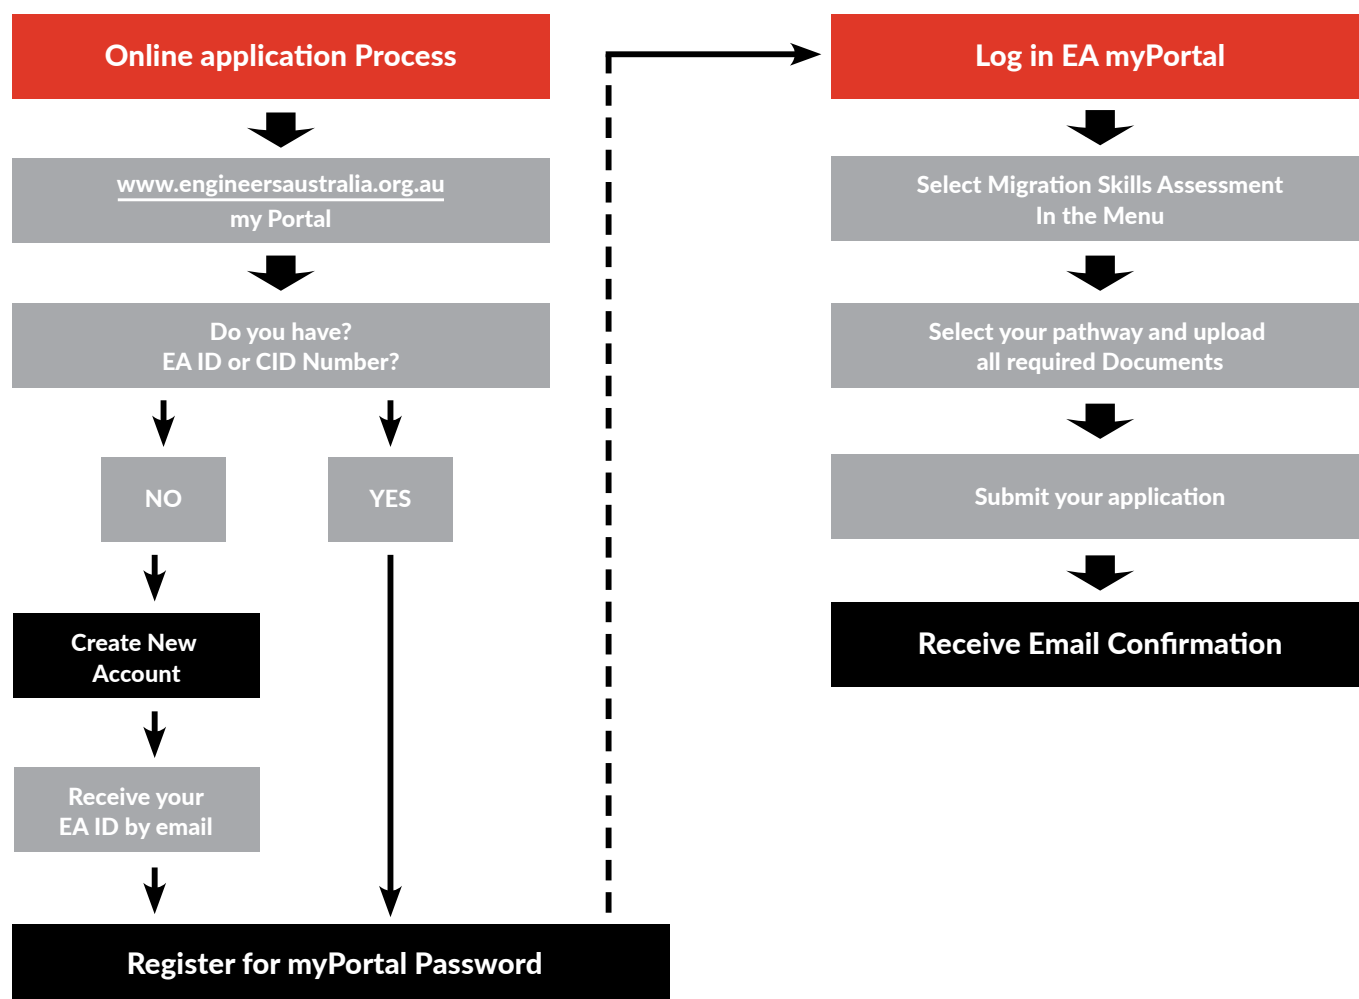 Online application Process
www.engineersaustralia.org.au
my Portal
Do you have?
EA ID or CID Number?
NO
YES
Create New
Account
Receive your
EA ID by email
Register for myPortal Password
Log in EA myPortal
Select Migration Skills Assessment
In the Menu
Select your pathway and upload
all required Documents
Submit your application
Receive Email Confirmation